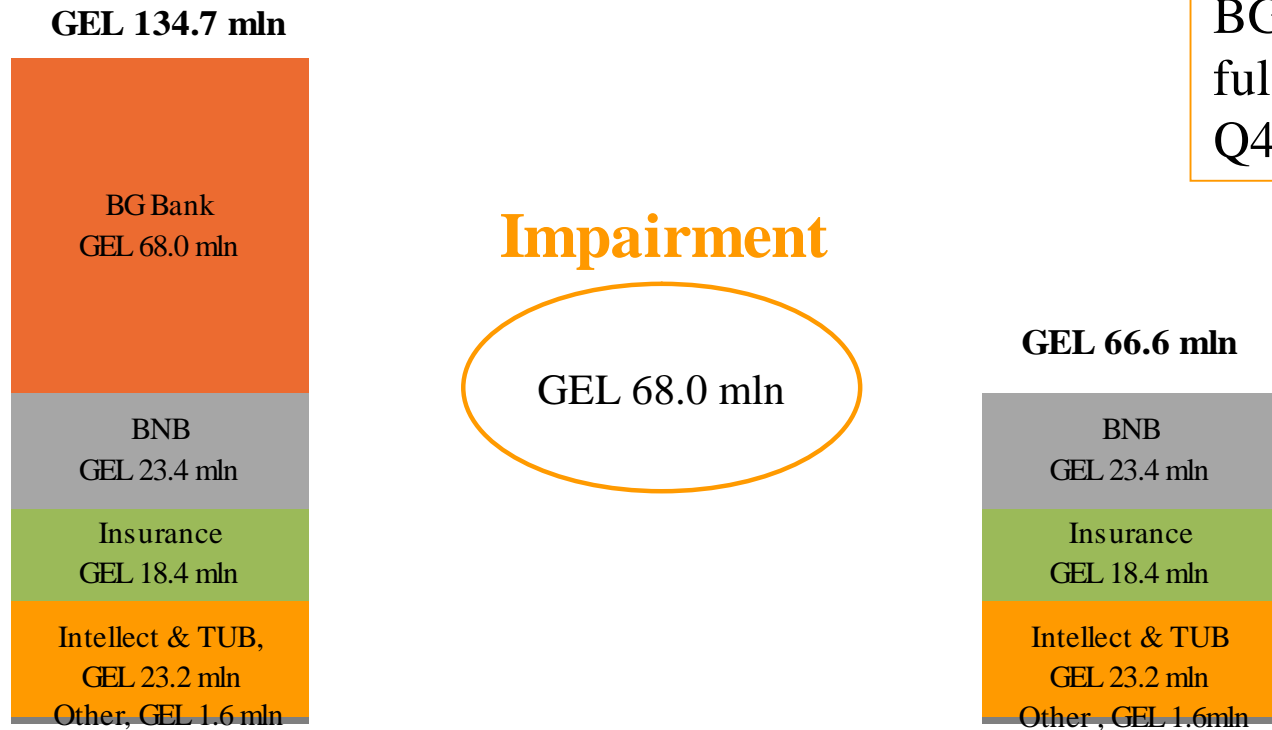 GEL 134.7 mln
BG Bank
GEL 68.0 mln
BNB
GEL 23.4 mln
Insurance
GEL 18.4 mln
Intellect & TUB,
GEL 23.2 mln
Other, GEL 1.6 mln
Impairment
GEL 68.0 mln
BG
ful
Q4
GEL 66.6 mln
BNB
GEL 23.4 mln
Insurance
GEL 18.4 mln
Intellect & TUB
GEL 23.2 mln
Other , GEL 1.6mln